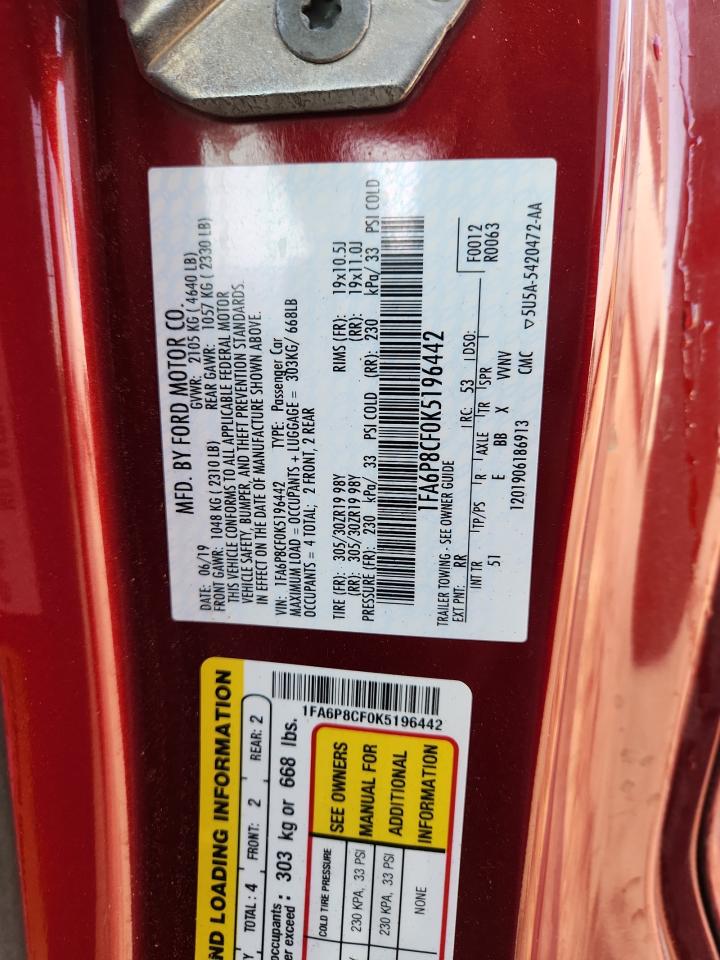 MFD. BY FORD MOTOR CO.
DATE: 06/19 GVWR: 2105 KG ( 4640 LB)
FRONT GAWR: 1048 KG ( 2310 LB) REAR GAWR: 1057 KG ( 2330 LB)
THIS VEHICLE CONFORMS TO ALL APPLICABLE FEDERAL MOTOR
VEHICLE SAFETY, BUMPER, AND THEFT PREVENTION STANDARDS
IN EFFECT ON THE DATE OF MANUFACTURE SHOWN ABOVE.
VIN: 1FA6P8CF0K5196442 TYPE: Passenger Car
MAXIMUM LOAD = OCCUPANTS + LUGGAGE = 303KG/ 668LB
OCCUPANTS = 4 TOTAL; 2 FRONT, 2 REAR
TIRE (FR): 305/30ZR19 98Y RIMS (FR): 19x10.5J
(RR): 305/30ZR19 98Y (RR): 19x11.0J
PRESSURE (FR): 230 kPa/ 33 PSI COLD (RR): 230 kPa/ 33 PSI COLD
1FA6P8CF0K5196442
TRAILER TOWING - SEE OWNER GUIDE
EXT PNT: RR RC: 53 DSO: F0012
R0063
INT TR TP/PS R AXLE TR SPR
51 E BB X VVNV
1201906186913 CMC ▽5U5A-5420472-AA
ND LOADING INFORMATION
TOTAL: 4 FRONT: 2 REAR: 2
occupants : 303 kg or 668 lbs.
er exceed
1FA6P8CF0K5196442
COLD TIRE PRESSURE
230 KPA, 33 PSI
230 KPA, 33 PSI
NONE
SEE OWNERS
MANUAL FOR
ADDITIONAL
INFORMATION